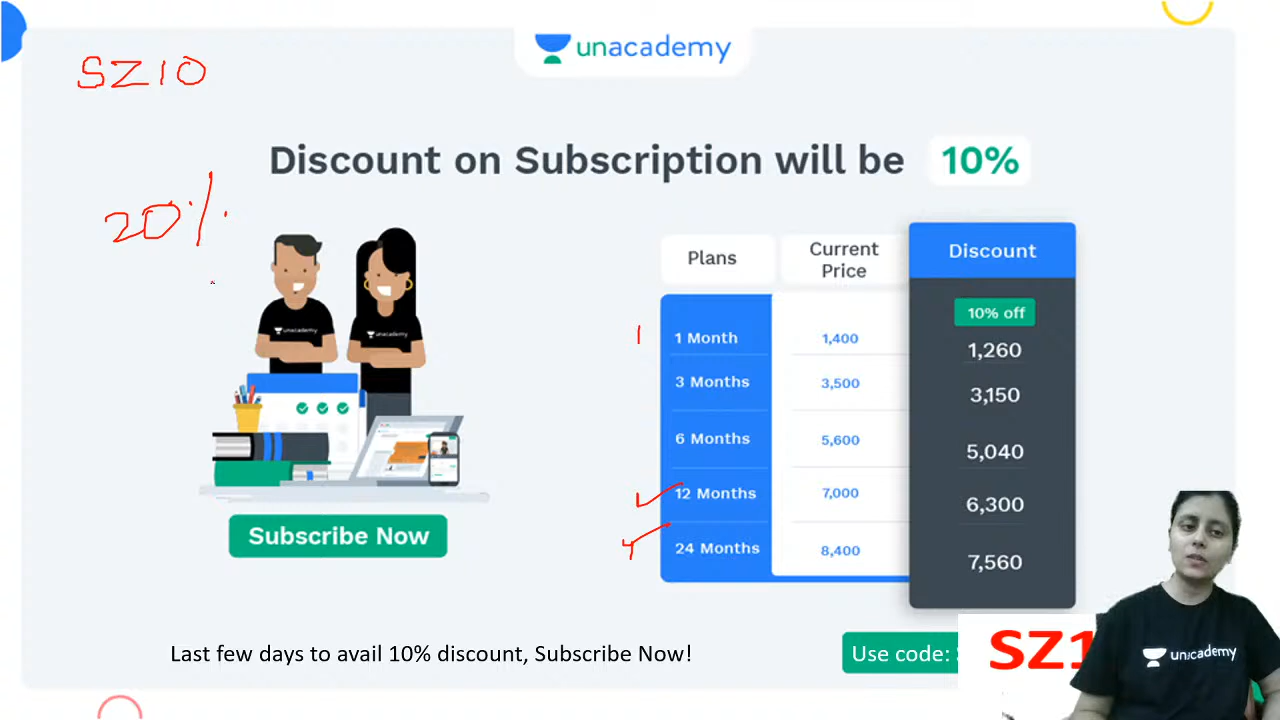 unacademy
SZ10
Discount on Subscription will be 10%
20%
Plans Current Price Discount
10% off
1 Month 1,400 1,260
3 Months 3,500 3,150
6 Months 5,600 5,040
12 Months 7,000 6,300
24 Months 8,400 7,560
unacademy
unacademy
Subscribe Now
Last few days to avail 10% discount, Subscribe Now!
Use code: SZ1
unacademy